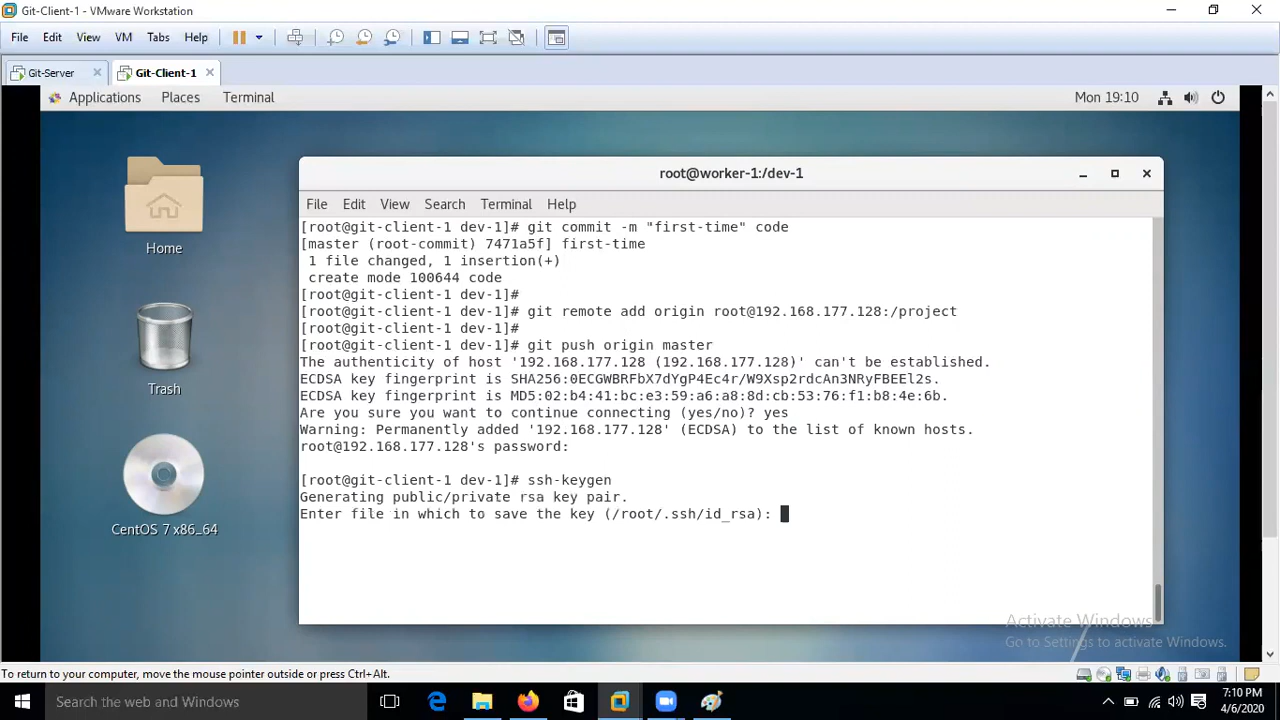 Git-Client-1 - VMware Workstation
File Edit View VM Tabs Help
Git-Server Git-Client-1
Applications Places Terminal Mon 19:10
root@worker-1:/dev-1
File Edit View Search Terminal Help
[root@git-client-1 dev-1]# git commit -m "first-time" code
[master (root-commit) 7471a5f] first-time
1 file changed, 1 insertion(+)
create mode 100644 code
[root@git-client-1 dev-1]#
[root@git-client-1 dev-1]# git remote add origin root@192.168.177.128:/project
[root@git-client-1 dev-1]#
[root@git-client-1 dev-1]# git push origin master
The authenticity of host '192.168.177.128 (192.168.177.128)' can't be established.
ECDSA key fingerprint is SHA256:0ECGWBRFbX7dYgP4Ec4r/W9Xsp2rdcAn3NRyFBEEl2s.
ECDSA key fingerprint is MD5:02:b4:41:bc:e3:59:a6:a8:8d:cb:53:76:f1:b8:4e:6b.
Are you sure you want to continue connecting (yes/no)? yes
Warning: Permanently added '192.168.177.128' (ECDSA) to the list of known hosts.
root@192.168.177.128's password:
[root@git-client-1 dev-1]# ssh-keygen
Generating public/private rsa key pair.
Enter file in which to save the key (/root/.ssh/id_rsa):
Home
Trash
CentOS 7 x86_64
Activate Windows
Go to Settings to activate Windows.
To return to your computer, move the mouse pointer outside or press Ctrl+Alt.
Search the web and Windows
7:10 PM
4/6/2020